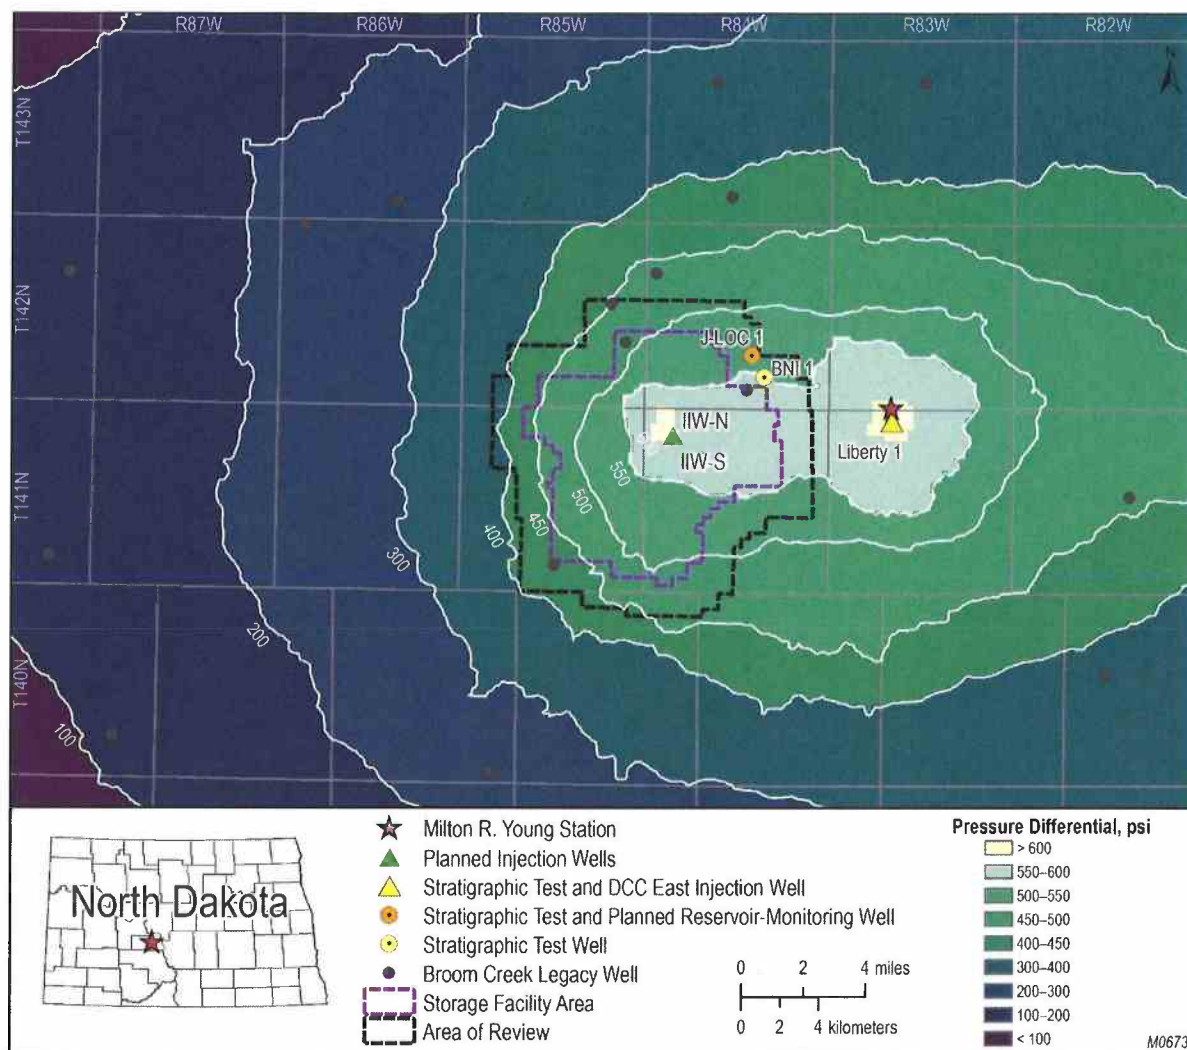 R87W
R86W
R85W
R84W
R83W
R82W
T143N
T142N
T141N
T140N
J-LOC 1
BNI 1
IIW-N
IIW-S
Liberty 1
550
500
450
400
300
200
100
North Dakota
Milton R. Young Station
Planned Injection Wells
Stratigraphic Test and DCC East Injection Well
Stratigraphic Test and Planned Reservoir-Monitoring Well
Stratigraphic Test Well
Broom Creek Legacy Well
Storage Facility Area
Area of Review
0 2 4 miles
0 2 4 kilometers
Pressure Differential, psi
> 600
550–600
500–550
450–500
400–450
300–400
200–300
100–200
< 100
M0673